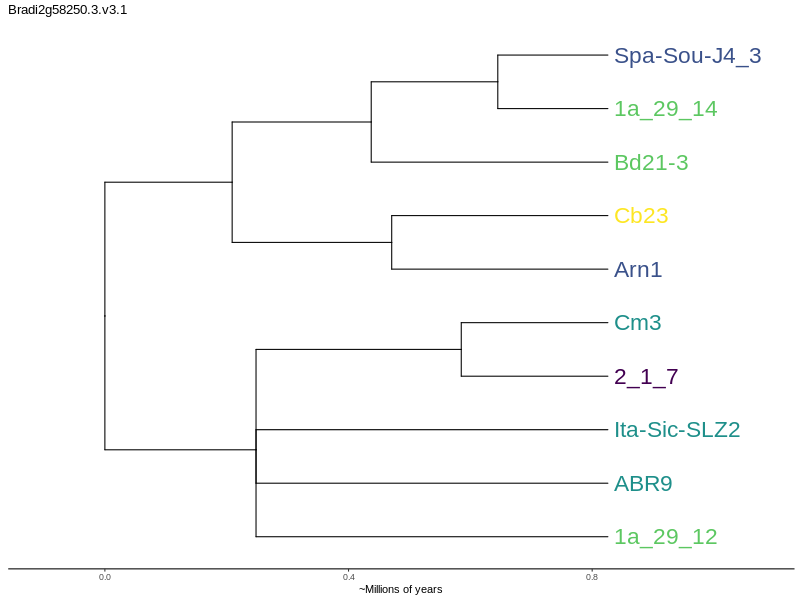 Bradi2g58250.3.v3.1
Spa-Sou-J4_3
1a_29_14
Bd21-3
Cb23
Arn1
Cm3
2_1_7
Ita-Sic-SLZ2
ABR9
1a_29_12
0.0 0.4 0.8
~Millions of years